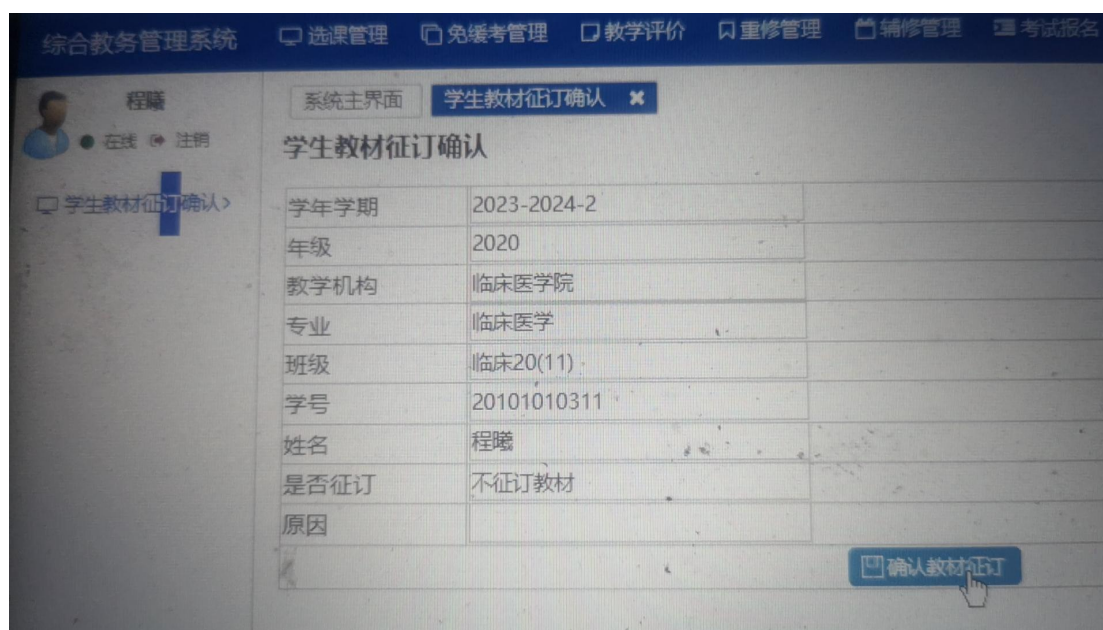 综合教务管理系统 选课管理 免缓考管理 教学评价 重修管理 辅修管理 考试报名
程曦
在线 注销
学生教材征订确认>
系统主界面 学生教材征订确认 ✖
学生教材征订确认
学年学期 2023-2024-2
年级 2020
教学机构 临床医学院
专业 临床医学
班级 临床20(11)
学号 20101010311
姓名 程曦
是否征订 不征订教材
原因
确认教材征订